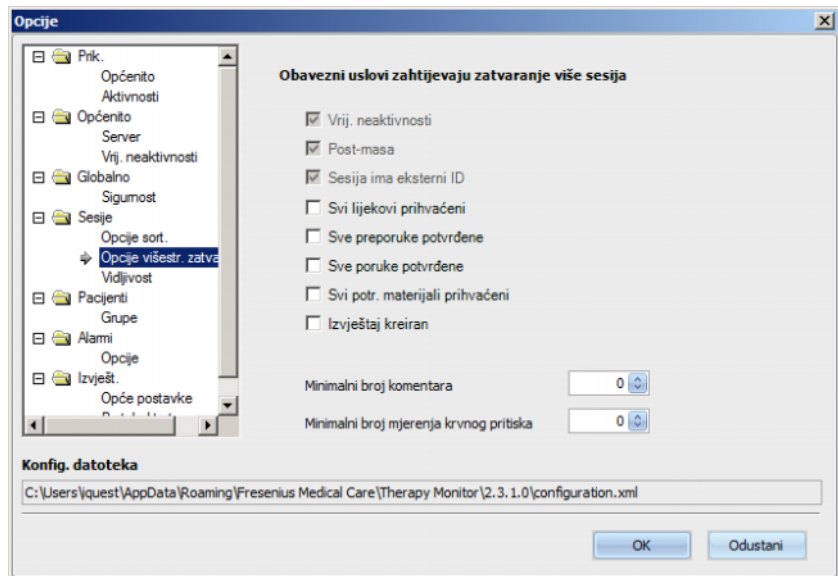 Opcije
Prik.
Općenito
Aktivnosti
Općenito
Server
Vrij. neaktivnosti
Globalno
Sigurnost
Sesije
Opcije sort.
Opcije višestr. zatva
Vidljivost
Pacijenti
Grupe
Alarmi
Opcije
Izvješt.
Opće postavke
Obavezni uslovi zahtijevaju zatvaranje više sesija
Vrij. neaktivnosti
Post-masa
Sesija ima eksterni ID
Svi lijekovi prihvaćeni
Sve preporuke potvrđene
Sve poruke potvrđene
Svi potr. materijali prihvaćeni
Izvještaj kreiran
Minimalni broj komentara 0
Minimalni broj mjerenja krvnog pritiska 0
Konfig. datoteka
C:\Users\iquest\AppData\Roaming\Fresenius Medical Care\Therapy Monitor\2.3.1.0\configuration.xml
OK Odustani